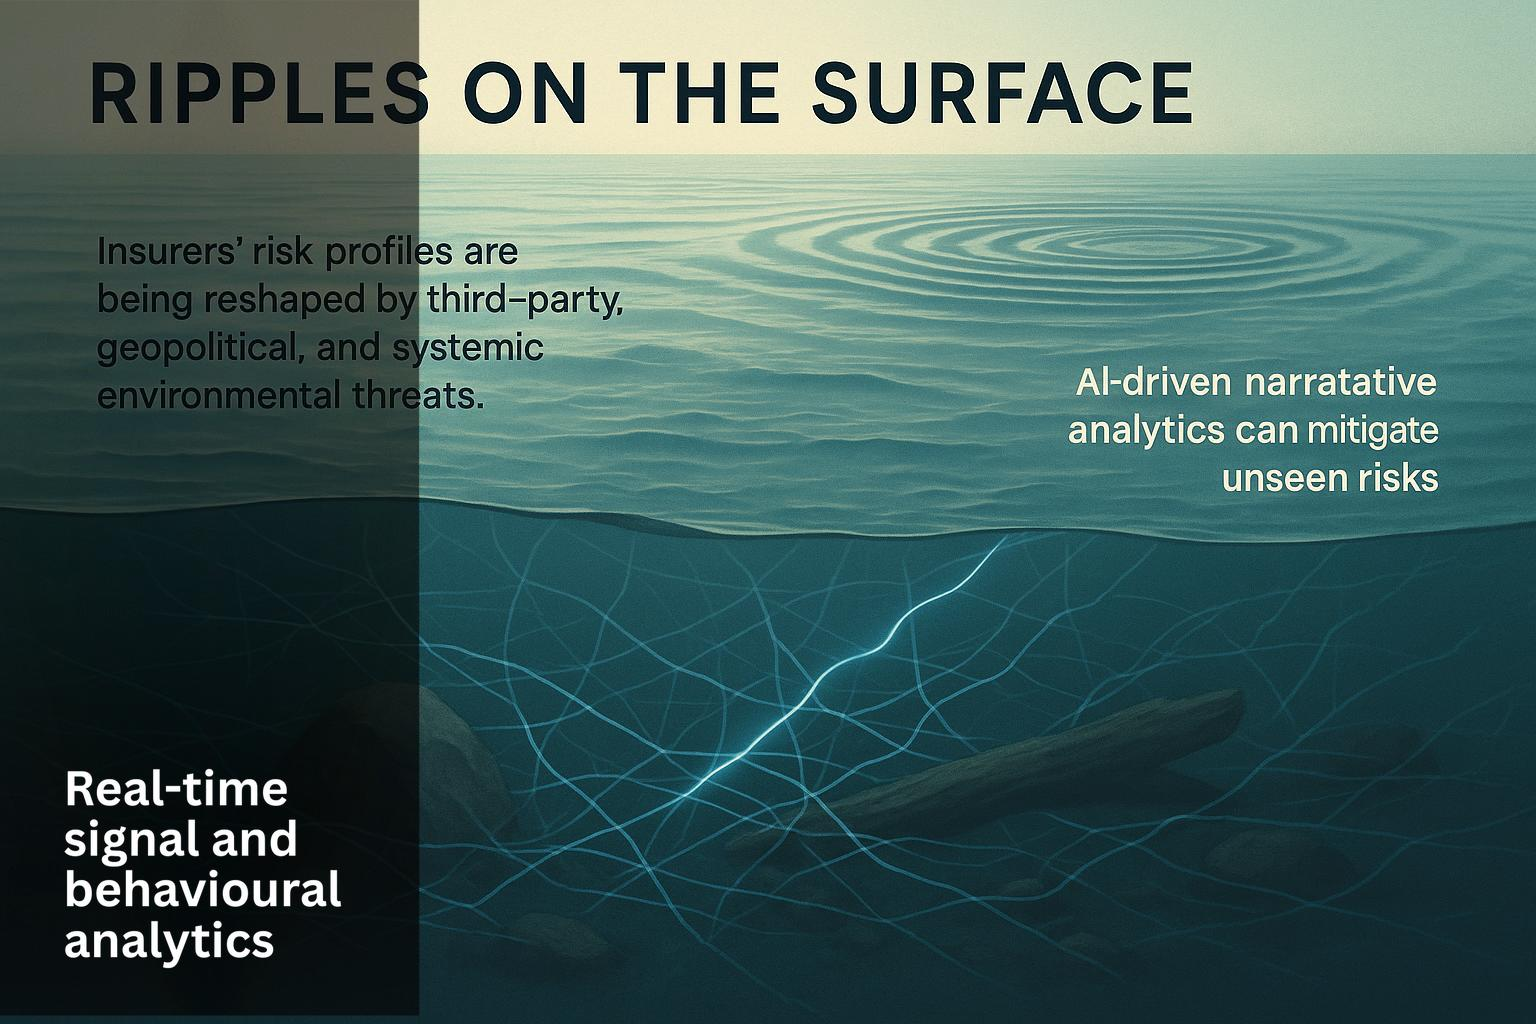 RIPPLES ON THE SURFACE
Insurers’ risk profiles are
being reshaped by third–party,
geopolitical, and systemic
environmental threats.
AI-driven narratative
analytics can mitigate
unseen risks
Real-time
signal and
behavioural
analytics